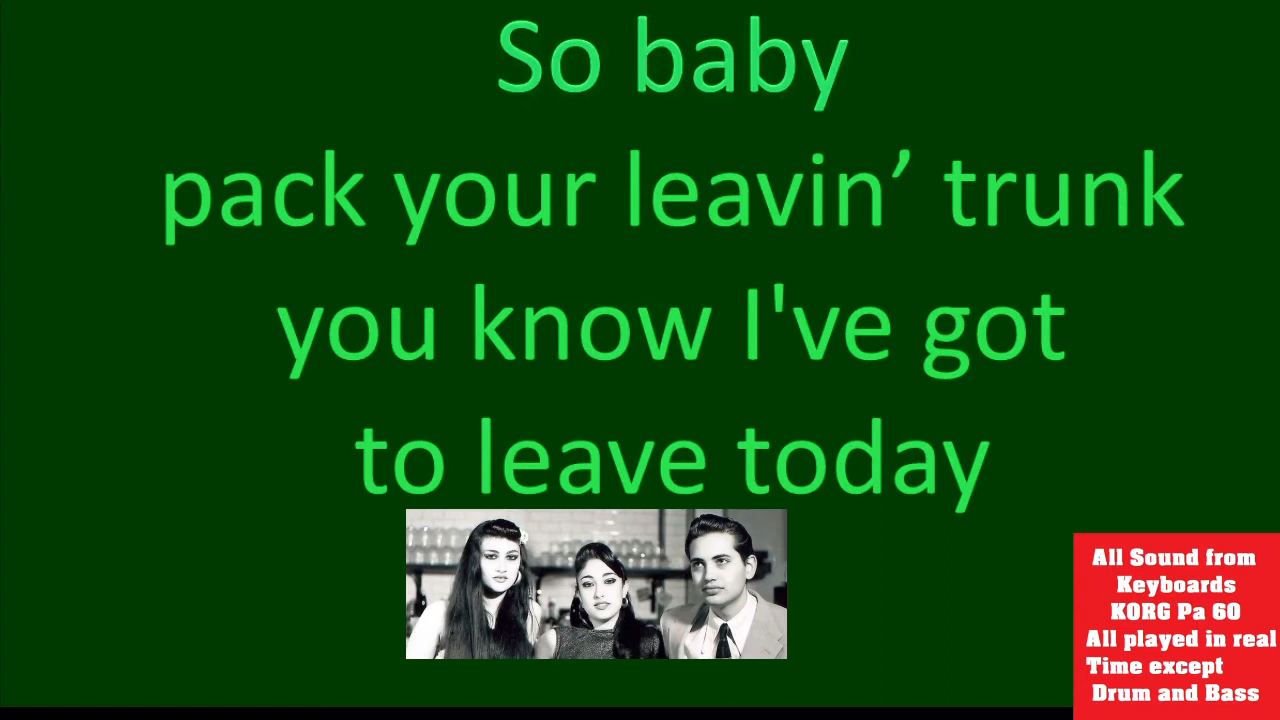 So baby
pack your leavin’ trunk
you know I've got
to leave today
All Sound from
Keyboards
KORG Pa 60
All played in real
Time except
Drum and Bass